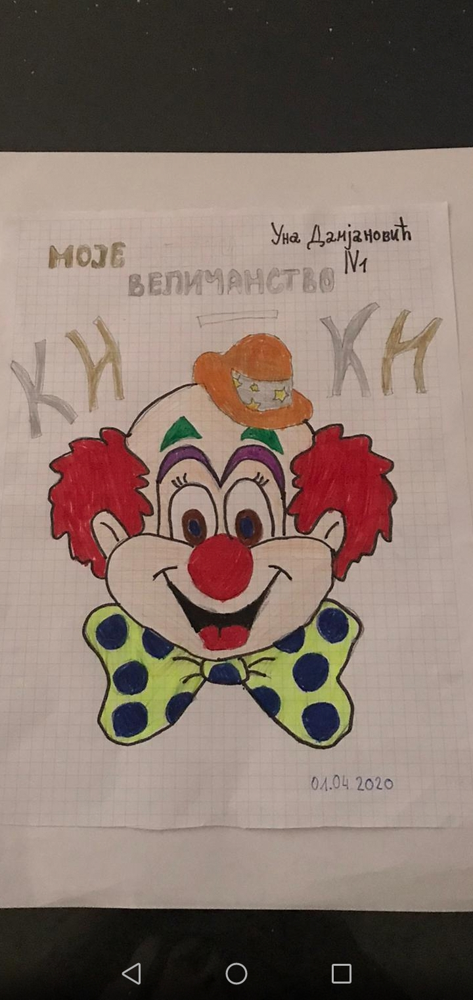 Уна Дамјановић
IV1
МОЈЕ
ВЕЛИЧАНСТВО
КИ КИ
01.04.2020